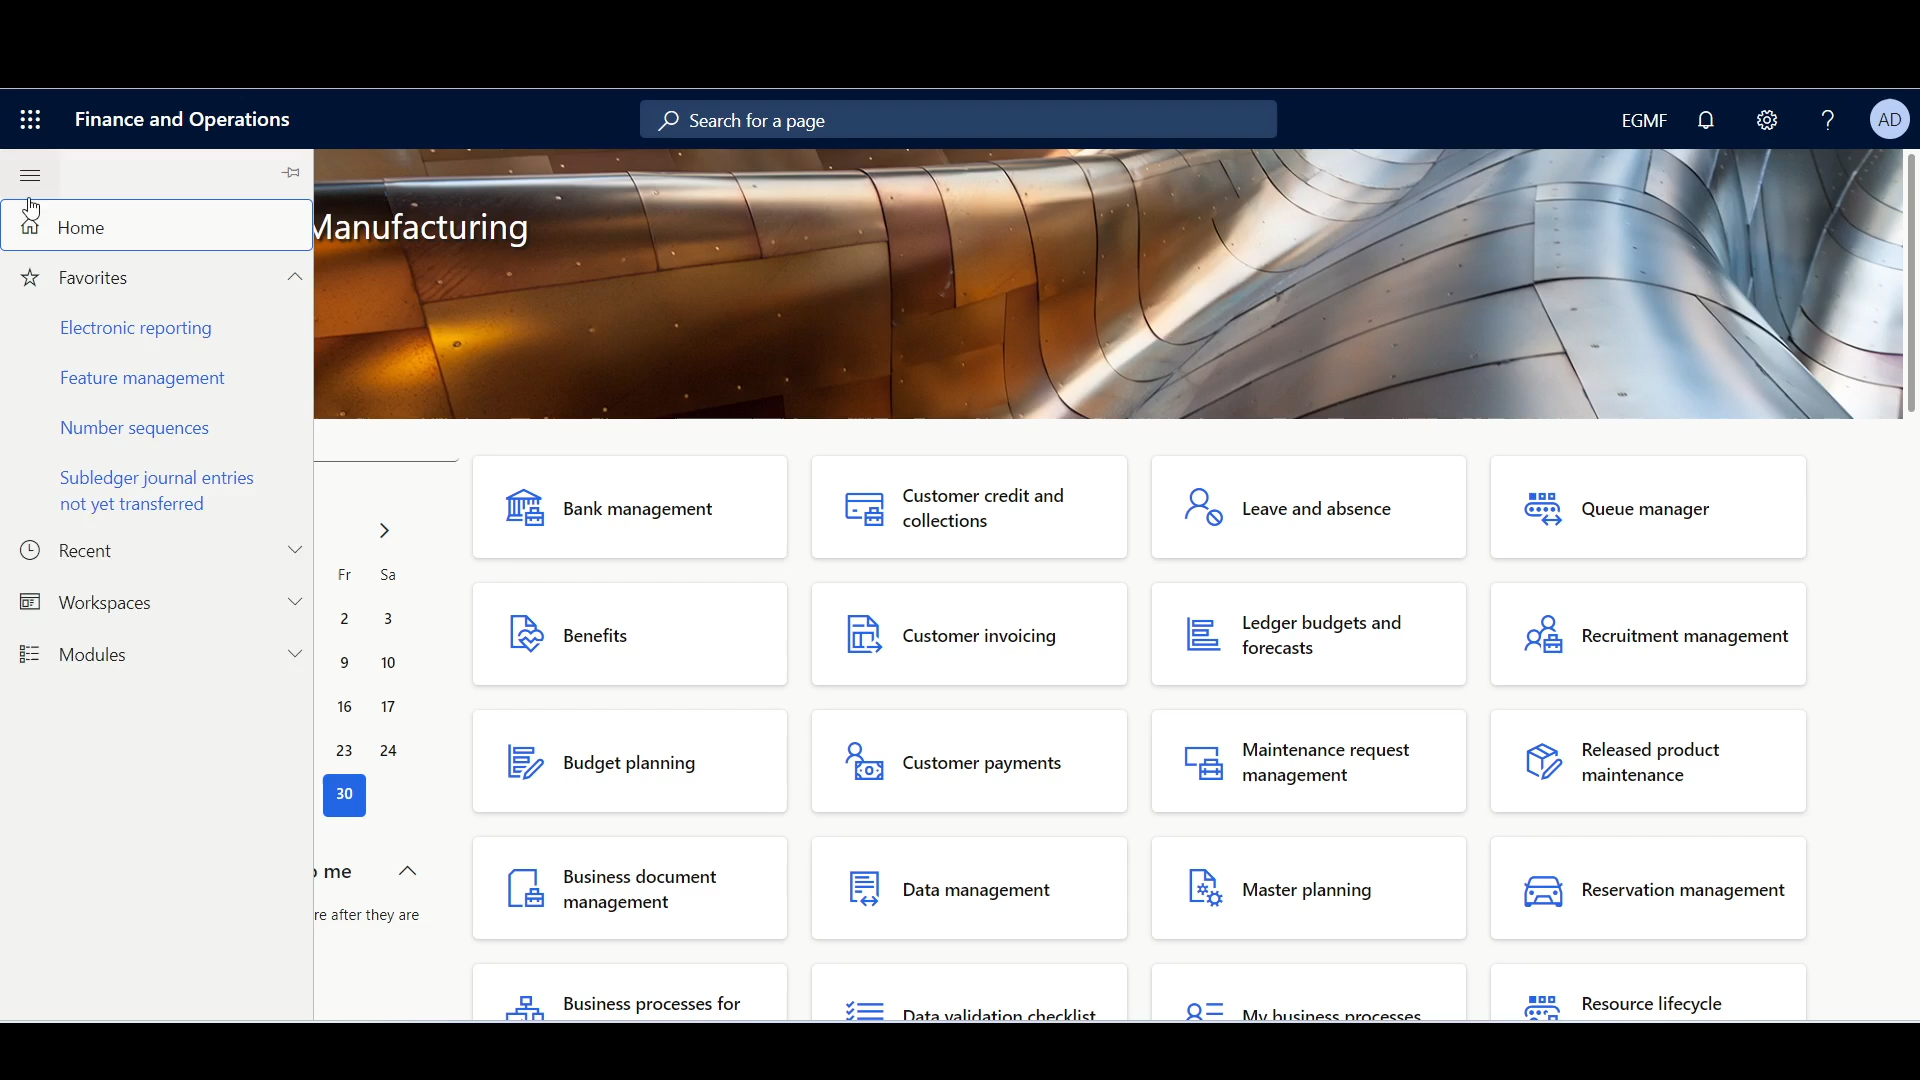 Finance and Operations
Search for a page
EGMF
?
AD
Home
Favorites
Electronic reporting
Feature management
Number sequences
Subledger journal entries
not yet transferred
Recent
Workspaces
Modules
Manufacturing
Fr Sa
2 3
9 10
16 17
23 24
30
me
re after they are
Bank management
Customer credit and
collections
Leave and absence
Queue manager
Benefits
Customer invoicing
Ledger budgets and
forecasts
Recruitment management
Budget planning
Customer payments
Maintenance request
management
Released product
maintenance
Business document
management
Data management
Master planning
Reservation management
Business processes for
Data validation checklist
My business processes
Resource lifecycle